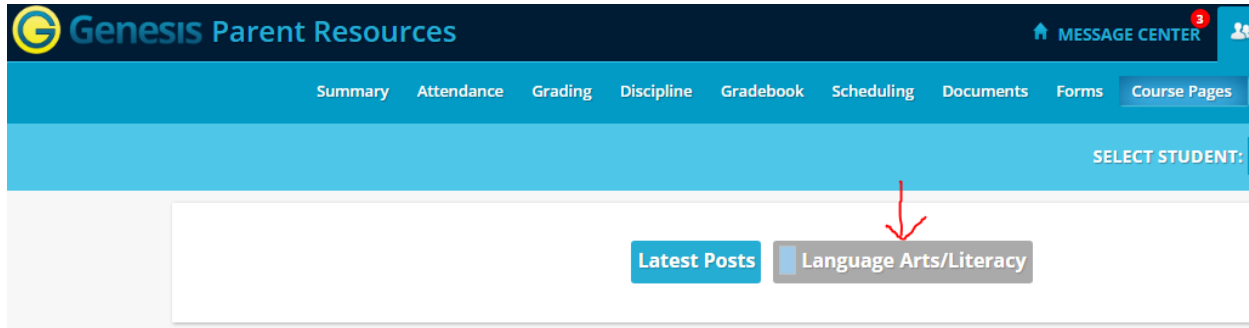 Genesis Parent Resources
MESSAGE CENTER 3
Summary Attendance Grading Discipline Gradebook Scheduling Documents Forms Course Pages
SELECT STUDENT:
Latest Posts Language Arts/Literacy